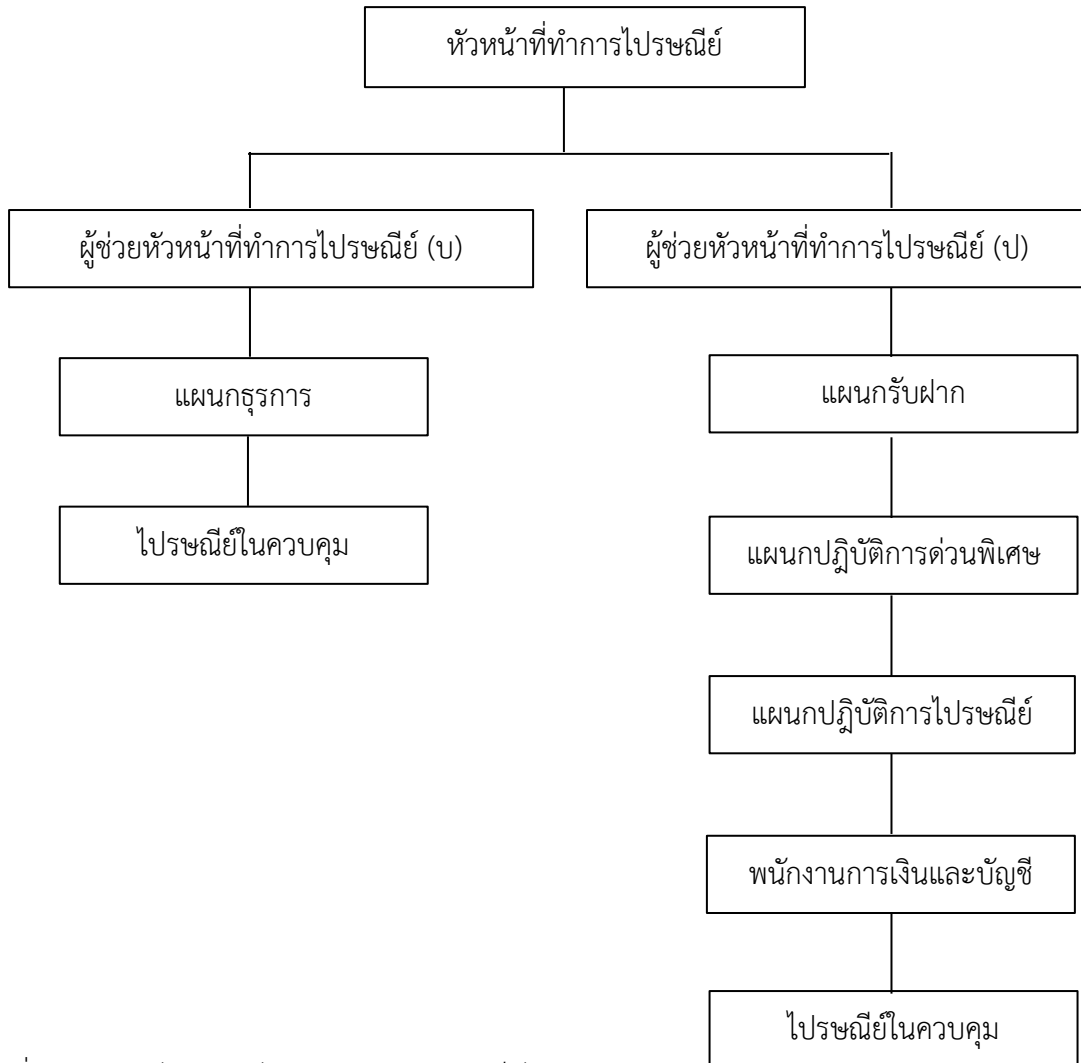 หัวหน้าที่ทำการไปรษณีย์
ผู้ช่วยหัวหน้าที่ทำการไปรษณีย์ (บ)
ผู้ช่วยหัวหน้าที่ทำการไปรษณีย์ (ป)
แผนกธุรการ
แผนกรับฝาก
ไปรษณีย์ในควบคุม
แผนกปฎิบัติการด่วนพิเศษ
แผนกปฎิบัติการไปรษณีย์
พนักงานการเงินและบัญชี
ไปรษณีย์ในควบคุม